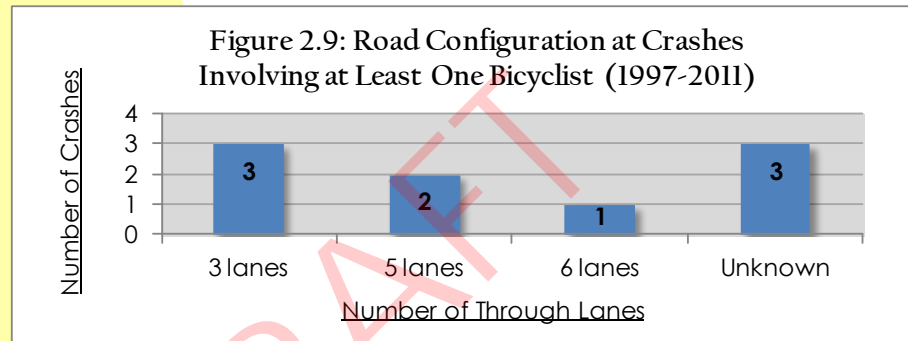 Figure 2.9: Road Configuration at Crashes
Involving at Least One Bicyclist (1997-2011)
Number of Crashes
4
3
2
1
0
3
2
1
3
3 lanes
5 lanes
6 lanes
Unknown
Number of Through Lanes
DRAFT